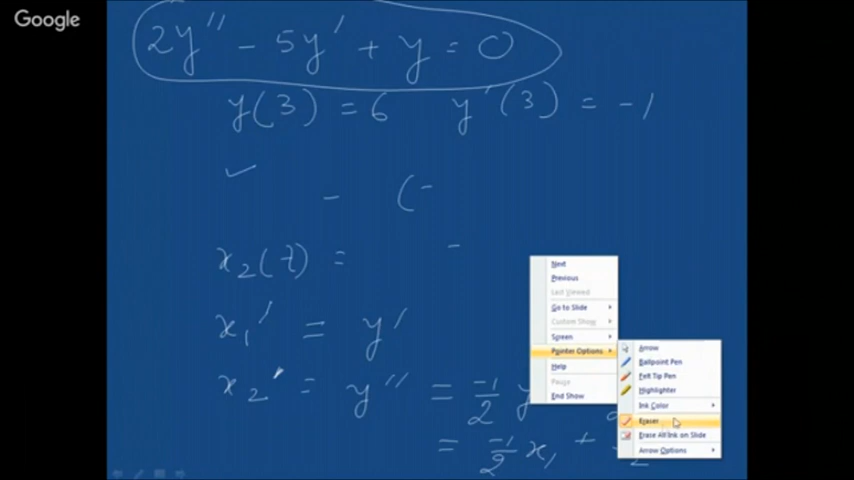 Google
2y'' - 5y' + y = 0
y(3) = 6 y'(3) = -1
✓
- (-
x₂(t) = -
x₁' = y'
x₂' = y'' = -1/2 y
= -1/2 x₁ +
Next
Previous
Last Viewed
Go to Slide
Custom Show
Screen
Pointer Options
Help
Pause
End Show
Arrow
Ballpoint Pen
Felt Tip Pen
Highlighter
Ink Color
Eraser
Erase All Ink on Slide
Arrow Options